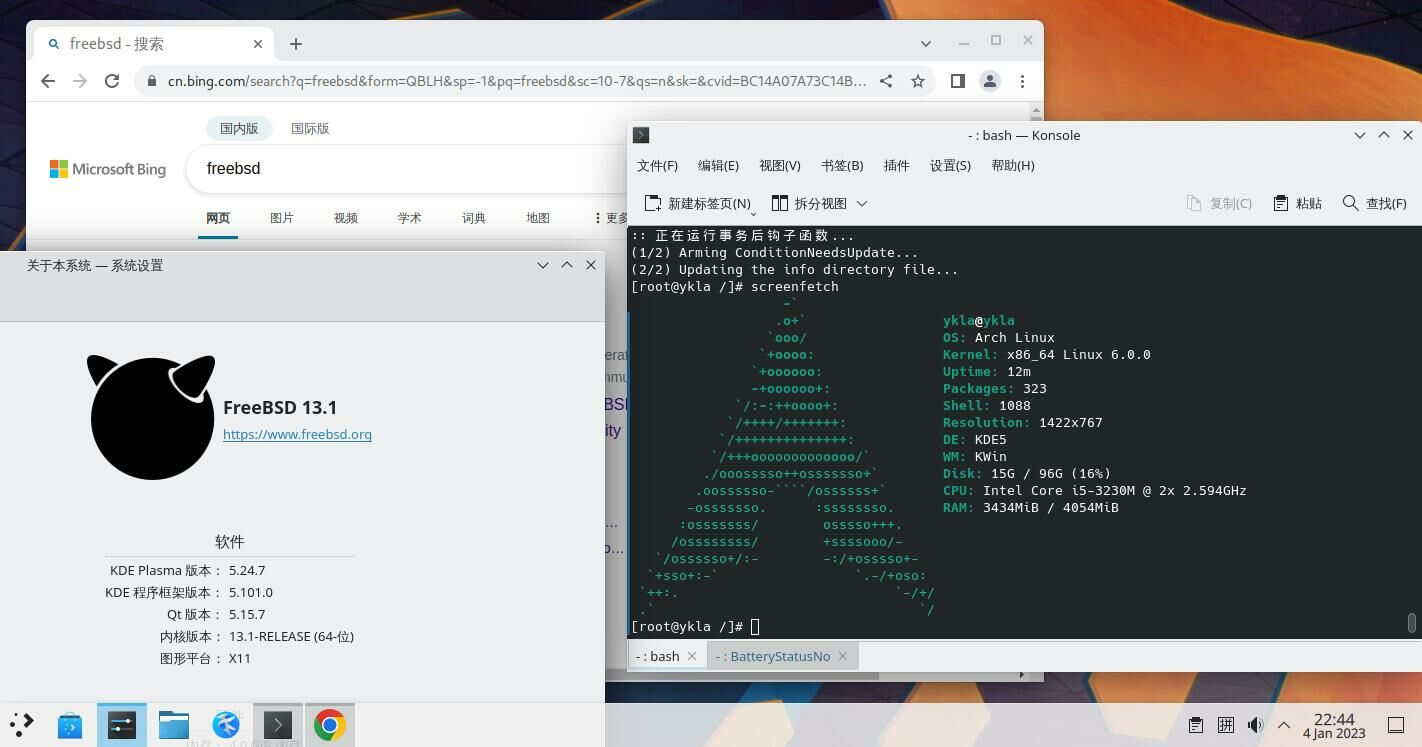 freebsd - 搜索
cn.bing.com/search?q=freebsd&form=QBLH&sp=-1&pq=freebsd&sc=10-7&qs=n&sk=&cvid=BC14A07A73C14B...
国内版 国际版
Microsoft Bing
freebsd
网页 图片 视频 学术 词典 地图 更多
关于本系统 — 系统设置
FreeBSD 13.1
https://www.freebsd.org
软件
KDE Plasma 版本： 5.24.7
KDE 程序框架版本： 5.101.0
Qt 版本： 5.15.7
内核版本： 13.1-RELEASE (64-位)
图形平台： X11
硬件
内存： 4.0 GiB 内存
- : bash — Konsole
文件(F) 编辑(E) 视图(V) 书签(B) 插件 设置(S) 帮助(H)
新建标签页(N) 拆分视图 复制(C) 粘贴 查找(F)
:: 正在运行事务后钩子函数...
(1/2) Arming ConditionNeedsUpdate...
(2/2) Updating the info directory file...
[root@ykla /]# screenfetch
ykla@ykla
OS: Arch Linux
Kernel: x86_64 Linux 6.0.0
Uptime: 12m
Packages: 323
Shell: 1088
Resolution: 1422x767
DE: KDE5
WM: KWin
Disk: 15G / 96G (16%)
CPU: Intel Core i5-3230M @ 2x 2.594GHz
RAM: 3434MiB / 4054MiB
[root@ykla /]#
- : bash
- : BatteryStatusNo
拼
22:44
4 Jan 2023